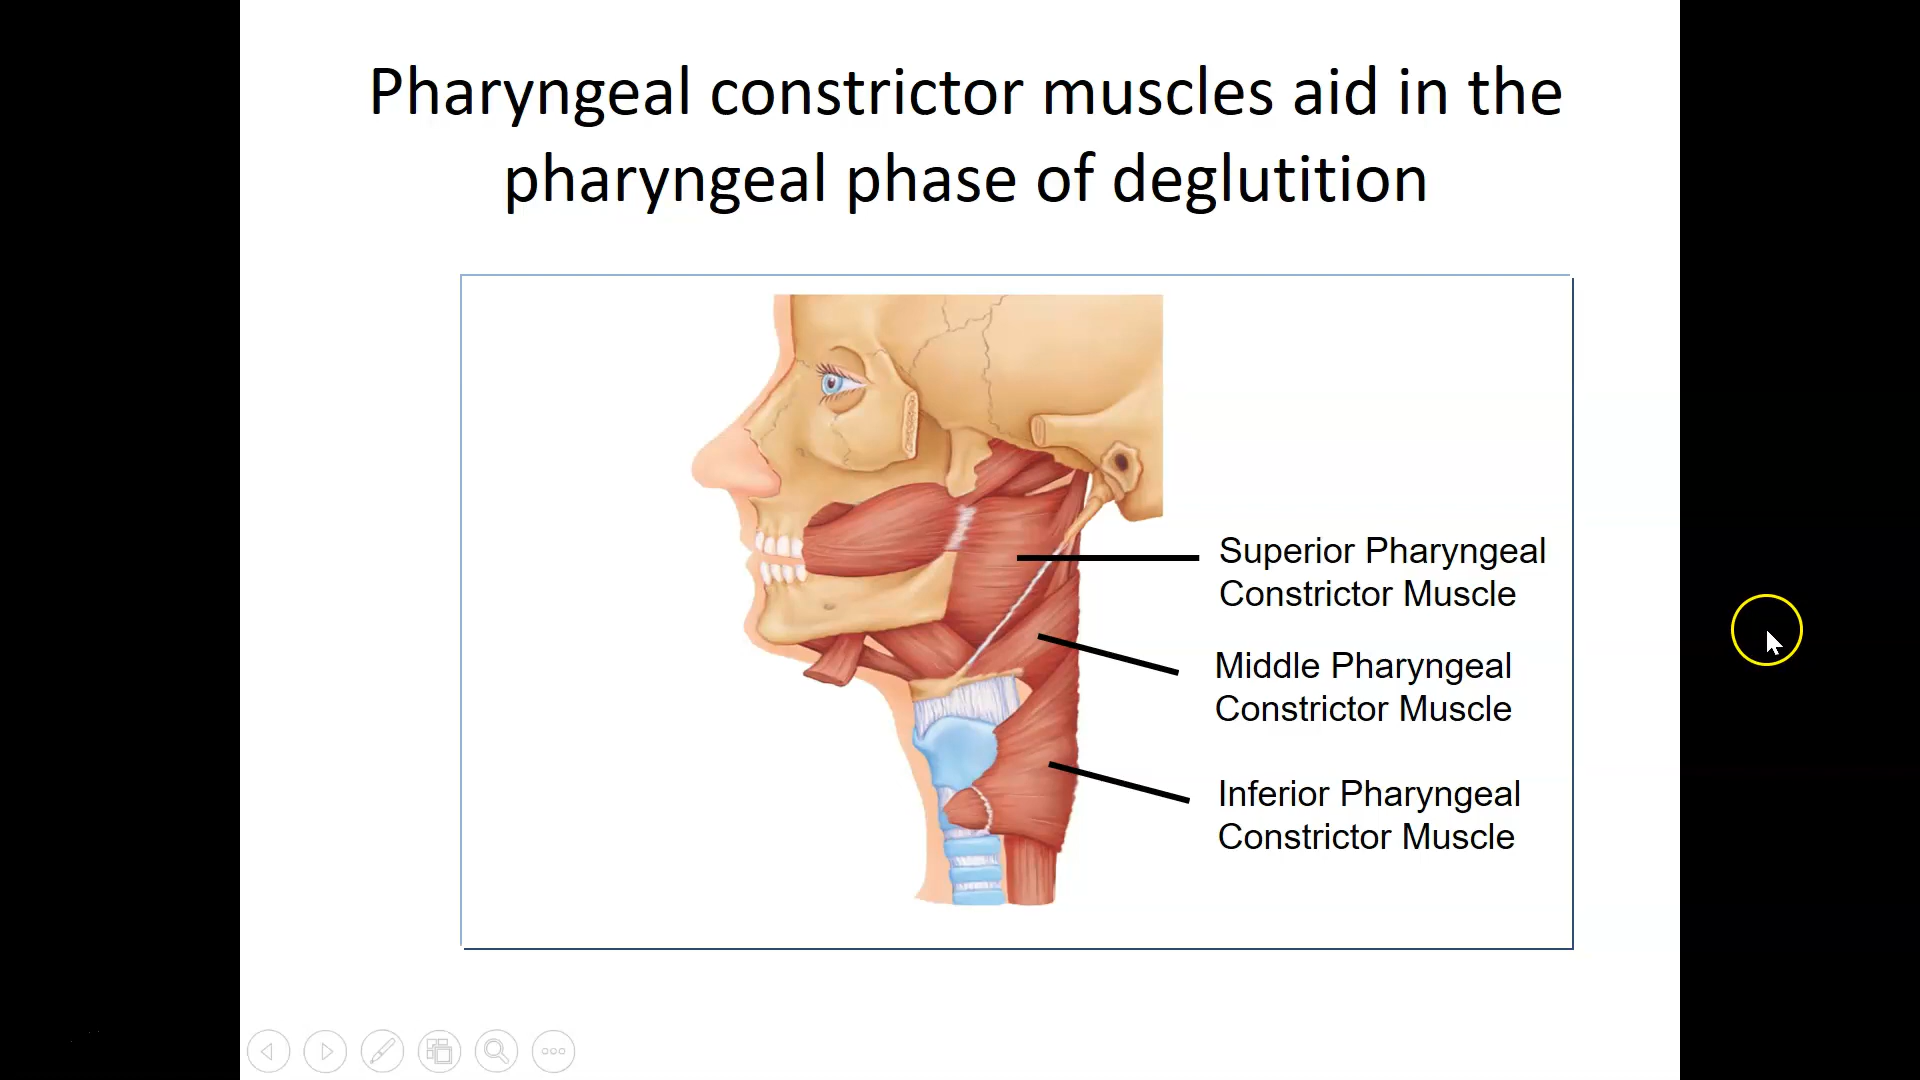 Pharyngeal constrictor muscles aid in the
pharyngeal phase of deglutition
Superior Pharyngeal
Constrictor Muscle
Middle Pharyngeal
Constrictor Muscle
Inferior Pharyngeal
Constrictor Muscle